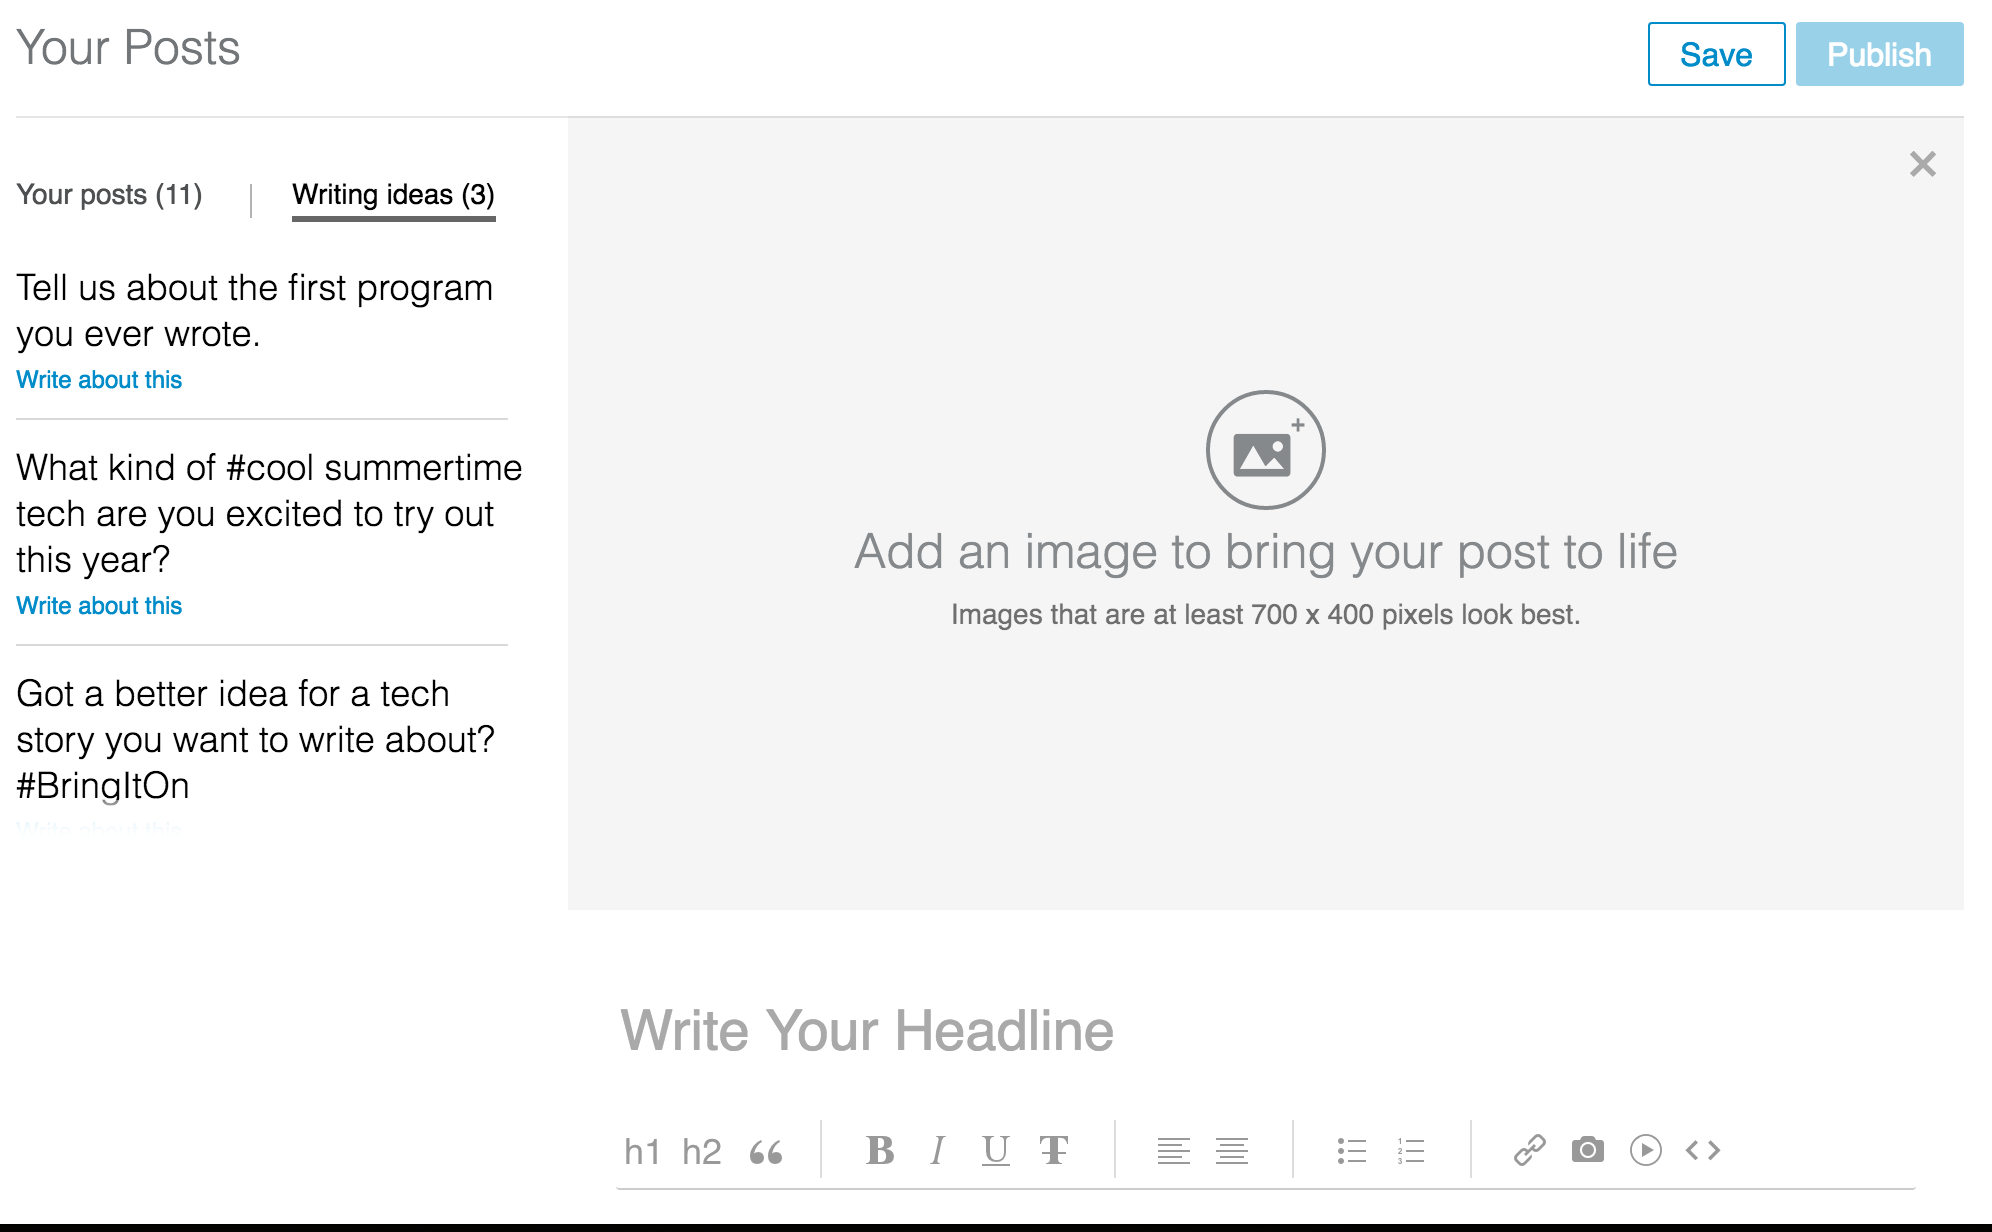 Your Posts
Save
Publish
Your posts (11)
Writing ideas (3)
Tell us about the first program
you ever wrote.
Write about this
What kind of #cool summertime
tech are you excited to try out
this year?
Write about this
Got a better idea for a tech
story you want to write about?
#BringItOn
Write about this
Add an image to bring your post to life
Images that are at least 700 x 400 pixels look best.
Write Your Headline
h1 h2 “ B I U T